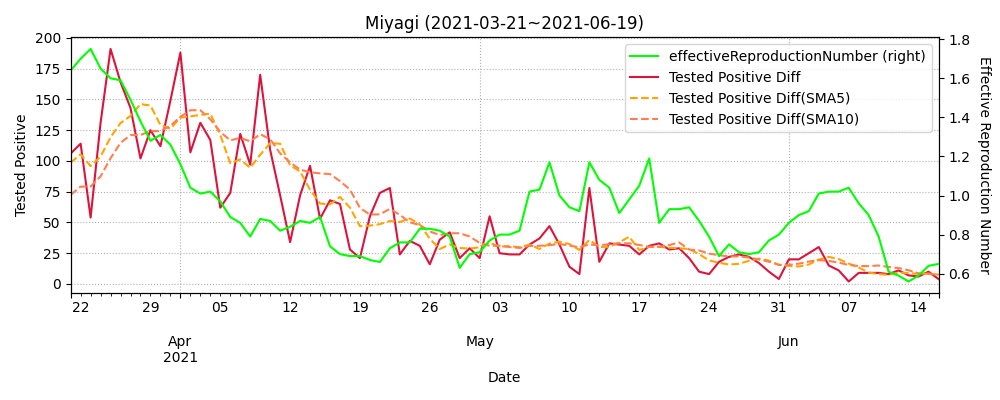 Miyagi (2021-03-21~2021-06-19)
effectiveReproductionNumber (right)
Tested Positive Diff
Tested Positive Diff(SMA5)
Tested Positive Diff(SMA10)
Tested Positive
200
175
150
125
100
75
50
25
0
1.8
1.6
1.4
1.2
1.0
0.8
0.6
Effective Reproduction Number
22 29 05 12 19 26 03 10 17 24 31 07 14
Apr May Jun
2021
Date